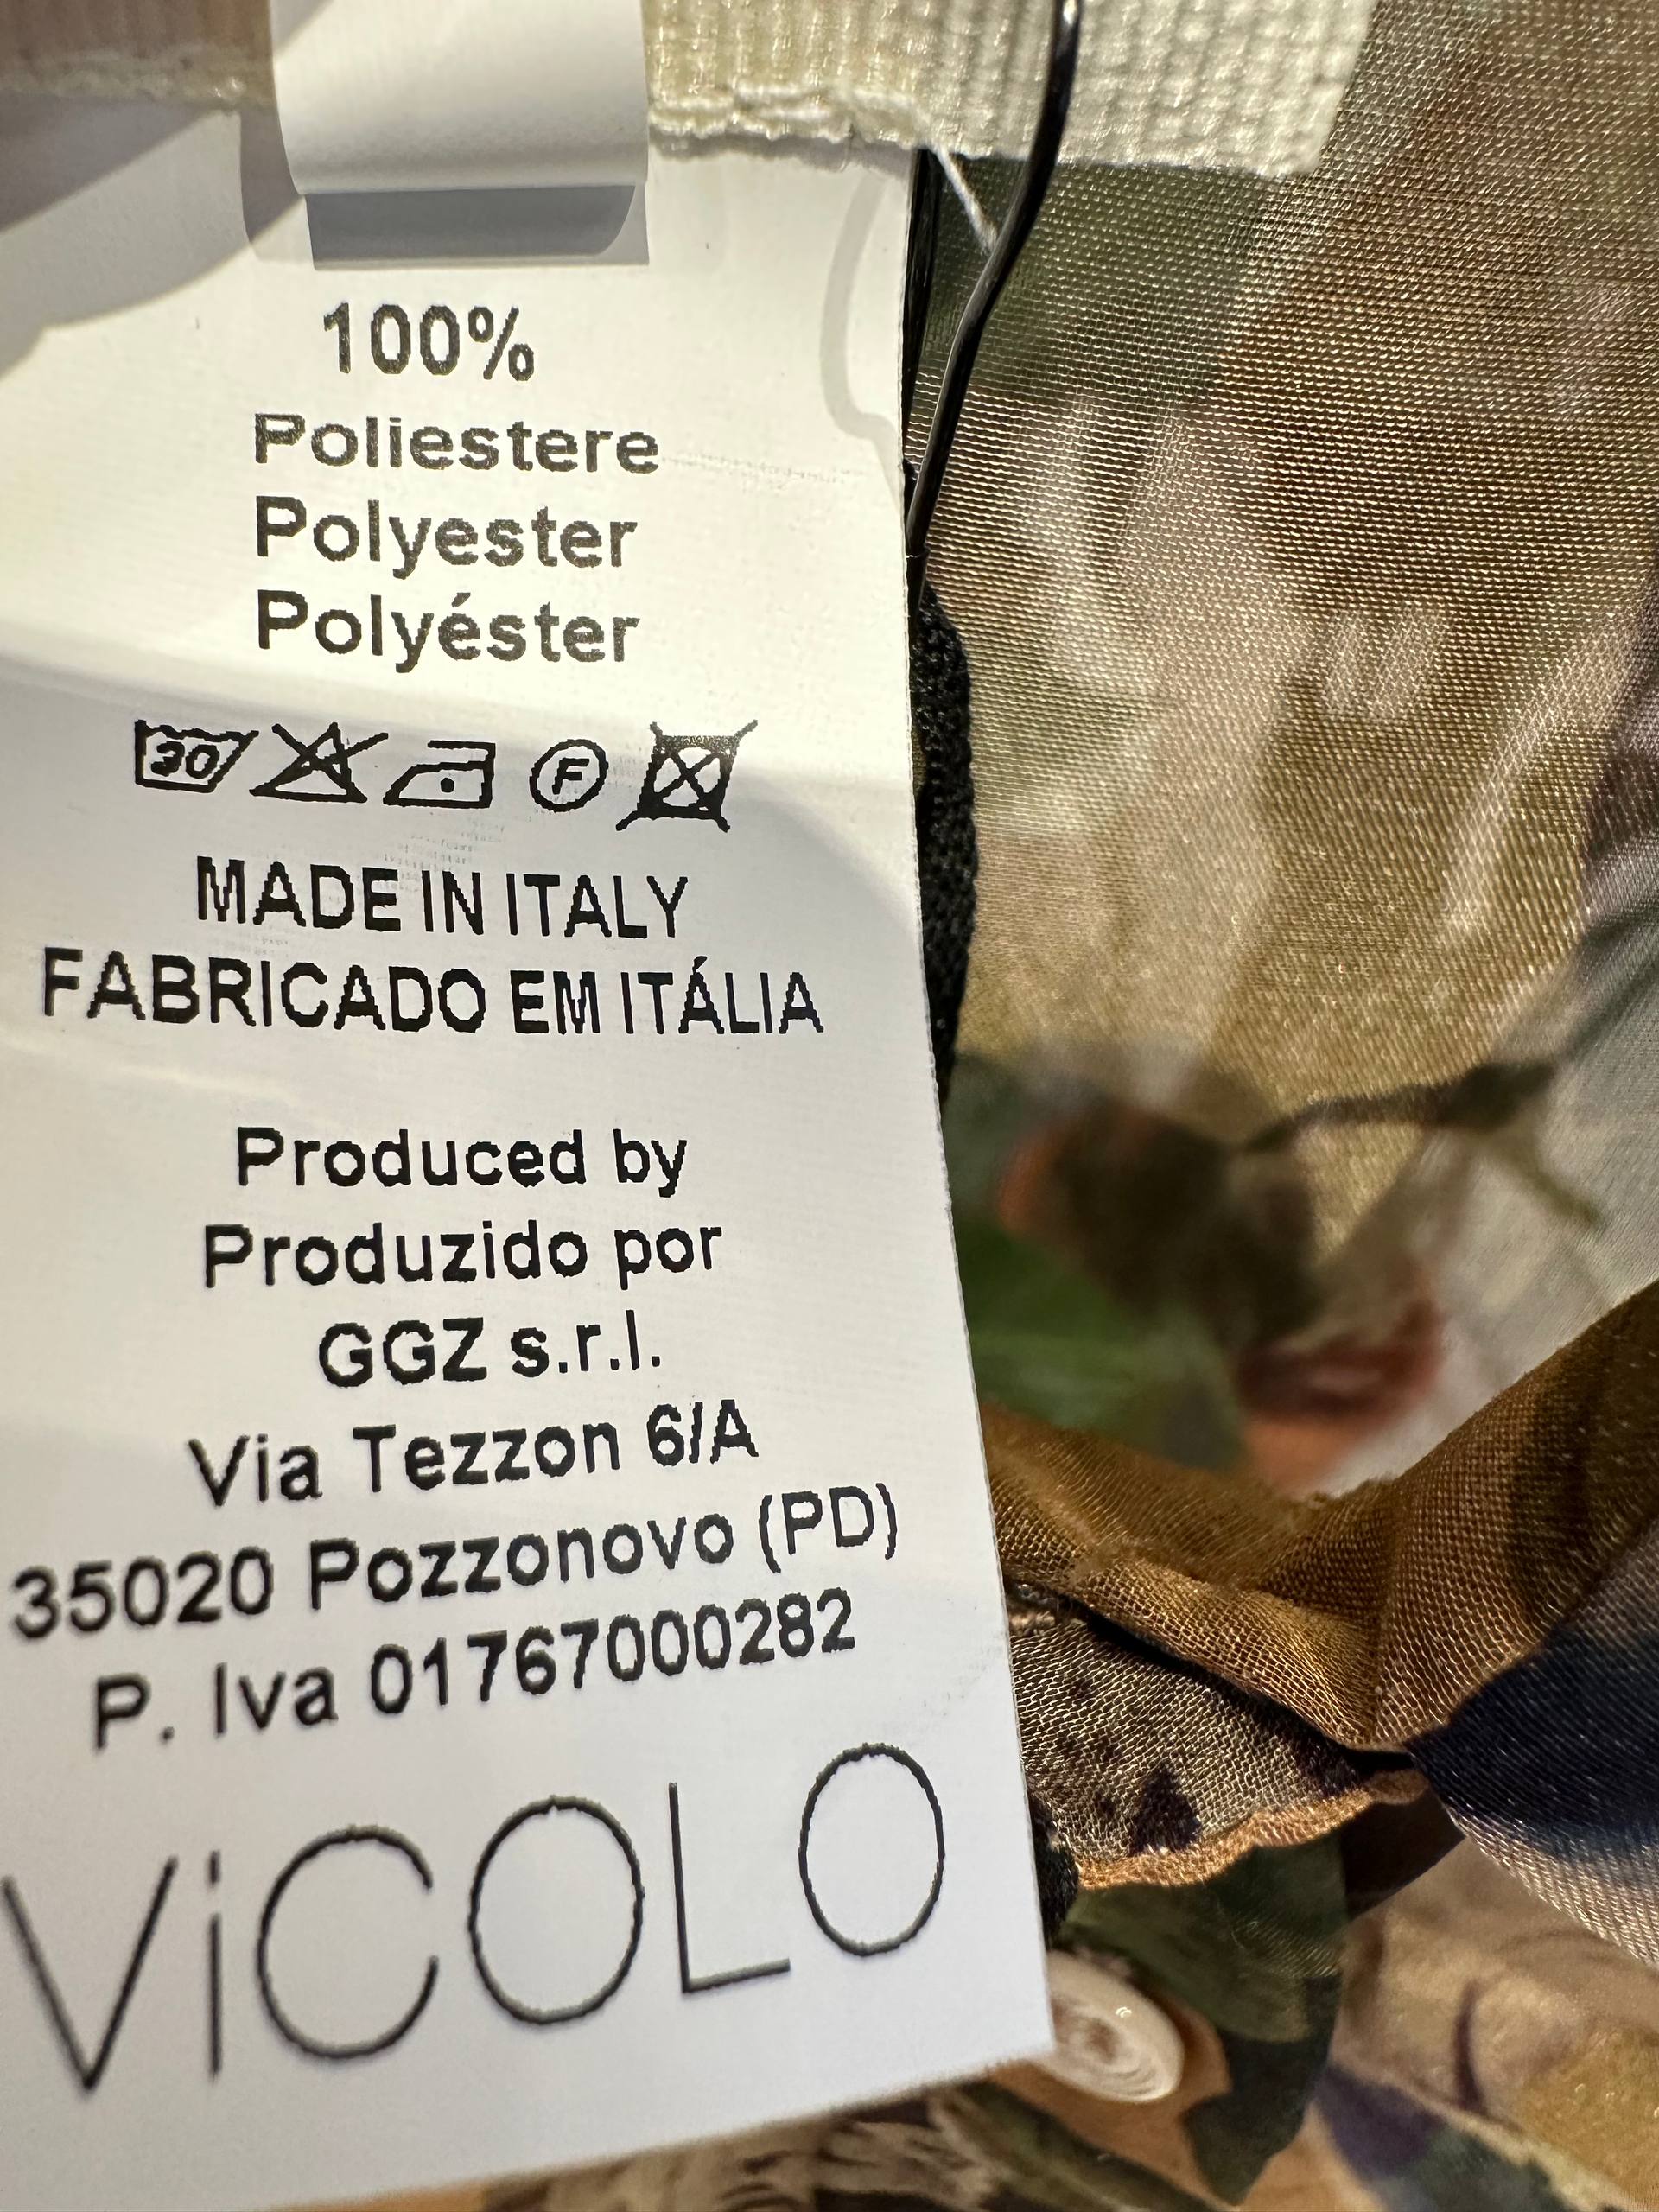 100%
Poliestere
Polyester
Polyéster
30 F
MADE IN ITALY
FABRICADO EM ITÁLIA
Produced by
Produzido por
GGZ s.r.l.
Via Tezzon 6/A
35020 Pozzonovo (PD)
P. Iva 01767000282
ViCOLO